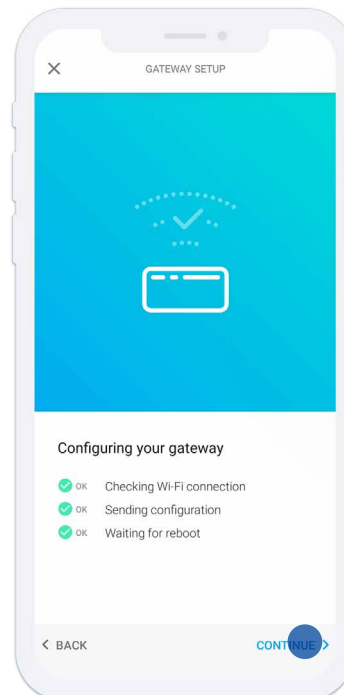 GATEWAY SETUP
Configuring your gateway
OK Checking Wi-Fi connection
OK Sending configuration
OK Waiting for reboot
BACK CONTINUE